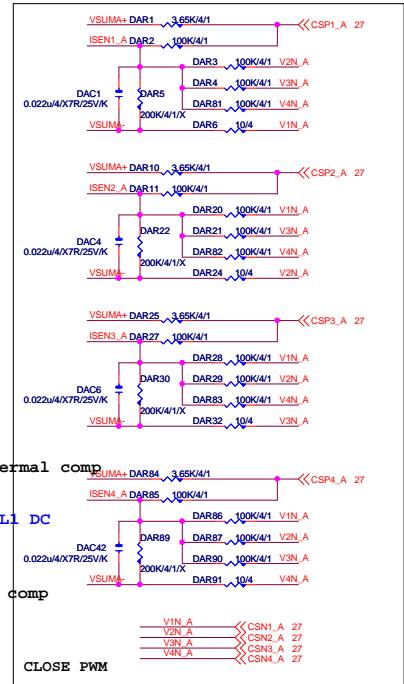 VSUMA+ DAR1 3.65K/4/1 CSP1_A 27
ISEN1_A DAR2 100K/4/1
DAR3 100K/4/1 V2N_A
DAC1 DAR5 DAR4 100K/4/1 V3N_A
0.022u/4/X7R/25V/K DAR81 100K/4/1 V4N_A
200K/4/1/X
VSUMA- DAR6 10/4 V1N_A
VSUMA+ DAR10 3.65K/4/1 CSP2_A 27
ISEN2_A DAR11 100K/4/1
DAR20 100K/4/1 V1N_A
DAC4 DAR22 DAR21 100K/4/1 V3N_A
0.022u/4/X7R/25V/K DAR82 100K/4/1 V4N_A
200K/4/1/X
VSUMA- DAR24 10/4 V2N_A
VSUMA+ DAR25 3.65K/4/1 CSP3_A 27
ISEN3_A DAR27 100K/4/1
DAR28 100K/4/1 V1N_A
DAC6 DAR30 DAR29 100K/4/1 V2N_A
0.022u/4/X7R/25V/K DAR83 100K/4/1 V4N_A
200K/4/1/X
VSUMA- DAR32 10/4 V3N_A
ermal comp
VSUMA+ DAR84 3.65K/4/1 CSP4_A 27
ISEN4_A DAR85 100K/4/1
L1 DC
DAR86 100K/4/1 V1N_A
DAC42 DAR89 DAR87 100K/4/1 V2N_A
0.022u/4/X7R/25V/K DAR90 100K/4/1 V3N_A
200K/4/1/X
VSUMA- DAR91 10/4 V4N_A
comp
V1N_A CSN1_A 27
V2N_A CSN2_A 27
V3N_A CSN3_A 27
V4N_A CSN4_A 27
CLOSE PWM